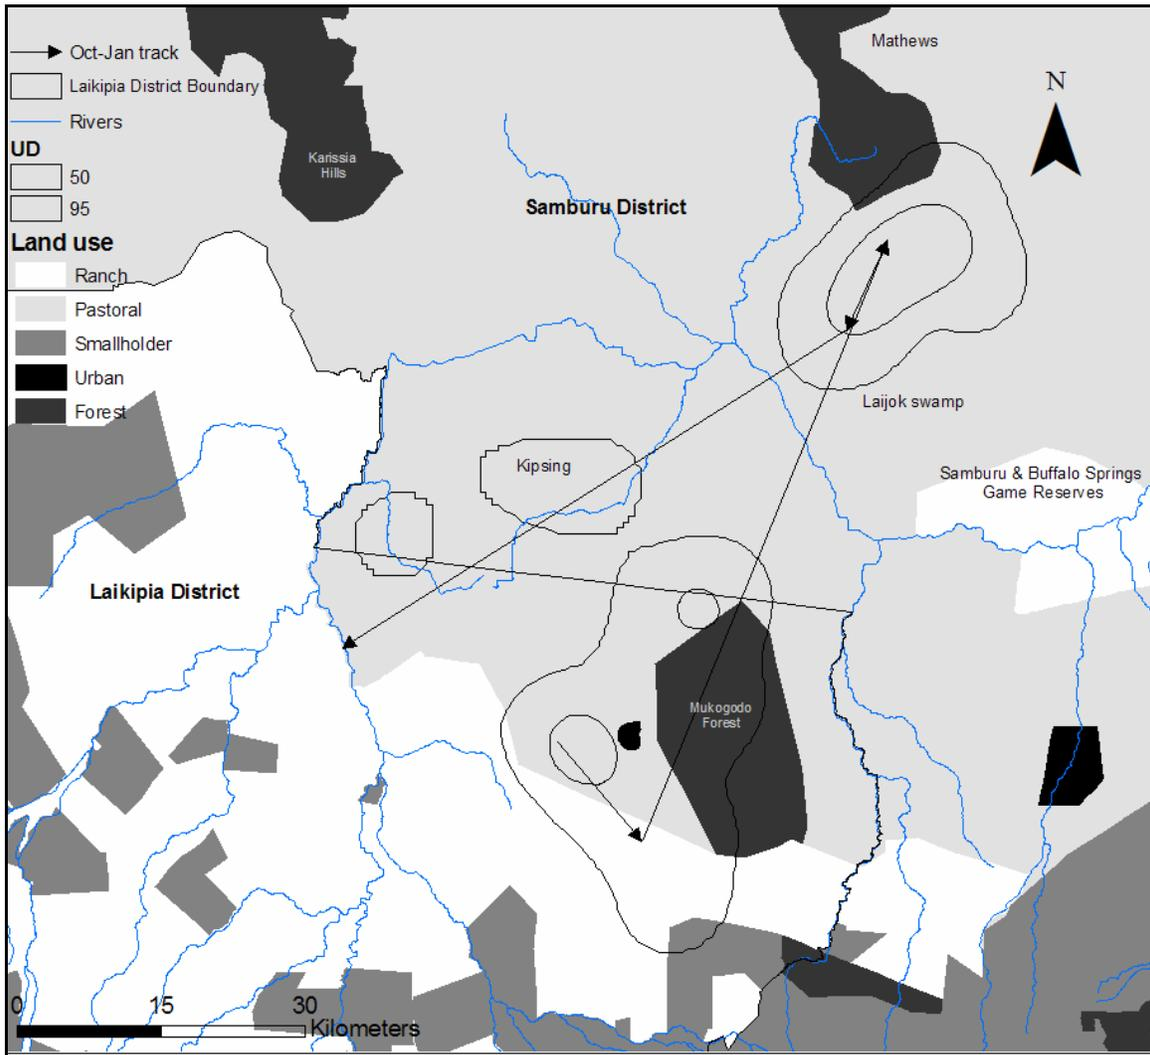 Oct-Jan track
Laikipia District Boundary
Rivers
UD
50
95
Land use
Ranch
Pastoral
Smallholder
Urban
Forest
Karissia
Hills
Mathews
N
Samburu District
Laijok swamp
Kipsing
Samburu & Buffalo Springs
Game Reserves
Laikipia District
Mukogodo
Forest
0 15 30
Kilometers